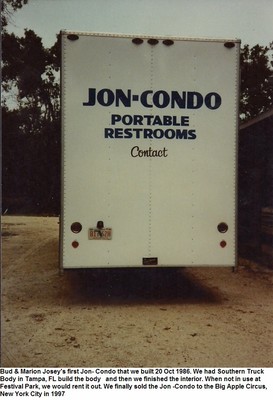 JON-CONDO
PORTABLE
RESTROOMS
Contact
Bud & Marion Josey's first Jon- Condo that we built 20 Oct 1986. We had Southern Truck
Body in Tampa, FL build the body  and then we finished the interior. When not in use at
Festival Park, we would rent it out. We finally sold the Jon -Condo to the Big Apple Circus,
New York City in 1997